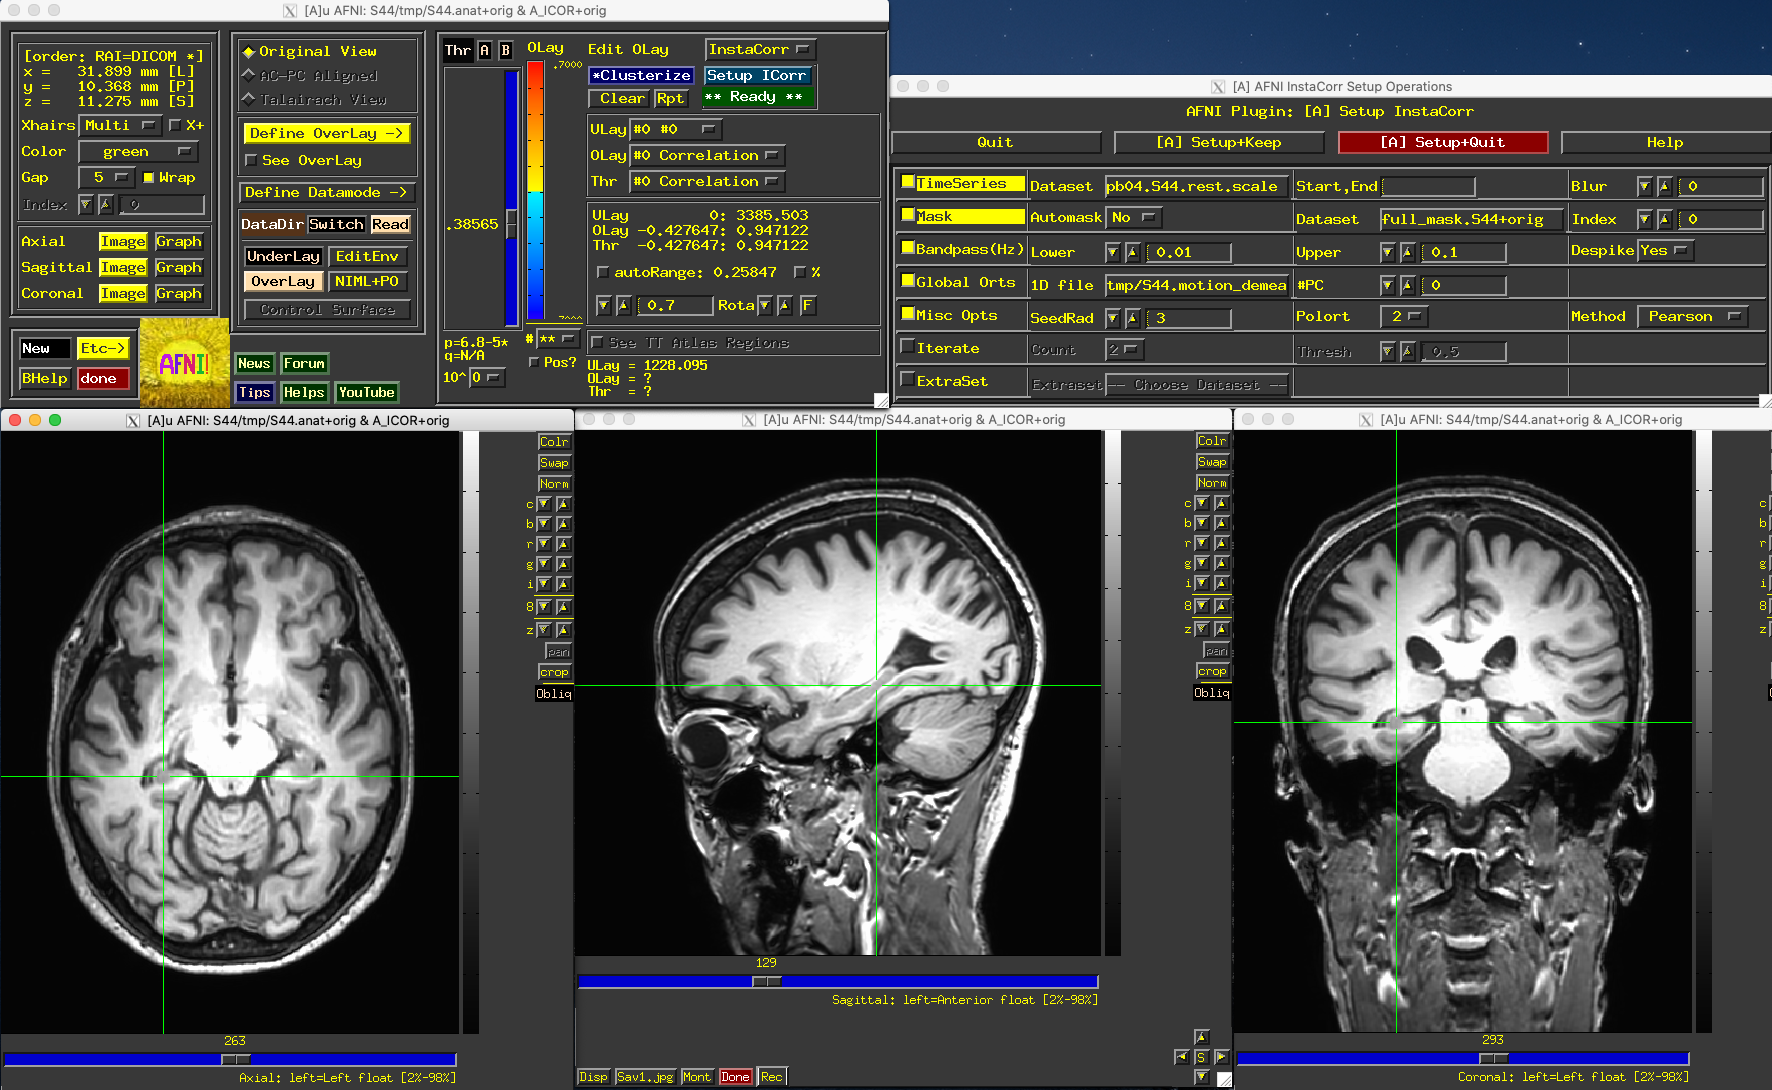 [A]u AFNI: S44/tmp/S44.anat+orig & A_ICOR+orig
[order: RAI=DICOM *]
x = 31.899 mm [L]
y = 10.368 mm [P]
z = 11.275 mm [S]
Xhairs Multi X+
Color green
Gap 5 Wrap
Index 0
Axial Image Graph
Sagittal Image Graph
Coronal Image Graph
New Etc->
BHelp done
AFNI!
Original View
AC-PC Aligned
Talairach View
Define OverLay ->
See OverLay
Define Datamode ->
DataDir Switch Read
UnderLay EditEnv
OverLay NIML+PO
Control Surface
News Forum
Tips Helps YouTube
Thr A B
.38565
p=6.8-5*
q=N/A
10^ 0
OLay
.7000
# **
Pos?
Edit OLay InstaCorr
*Clusterize Setup ICorr
Clear Rpt ** Ready **
ULay #0 #0
OLay #0 Correlation
Thr #0 Correlation
ULay 0: 3385.503
OLay -0.427647: 0.947122
Thr -0.427647: 0.947122
autoRange: 0.25847 %
0.7 Rota F
See TT Atlas Regions
ULay = 1228.095
OLay = ?
Thr = ?
[A] AFNI InstaCorr Setup Operations
AFNI Plugin: [A] Setup InstaCorr
Quit [A] Setup+Keep [A] Setup+Quit Help
TimeSeries Dataset pb04.S44.rest.scale Start,End Blur 0
Mask Automask No Dataset full_mask.S44+orig Index 0
Bandpass(Hz) Lower 0.01 Upper 0.1 Despike Yes
Global Orts 1D file tmp/S44.motion_demea #PC 0
Misc Opts SeedRad 3 Polort 2 Method Pearson
Iterate Count 2 Thresh 0.5
ExtraSet Extraset -- Choose Dataset --
[A]u AFNI: S44/tmp/S44.anat+orig & A_ICOR+orig
Colr
Swap
Norm
c
b
r
g
i
8
z
pan
crop
Obliq
263
Axial: left=Left float [2%-98%]
[A]u AFNI: S44/tmp/S44.anat+orig & A_ICOR+orig
Colr
Swap
Norm
c
b
r
g
i
8
z
pan
crop
Obliq
129
Sagittal: left=Anterior float [2%-98%]
S
Disp Sav1.jpg Mont Done Rec
[A]u AFNI: S44/tmp/S44.anat+orig & A_ICOR+orig
c
b
r
g
i
8
z
293
Coronal: left=Left float [2%-98%]